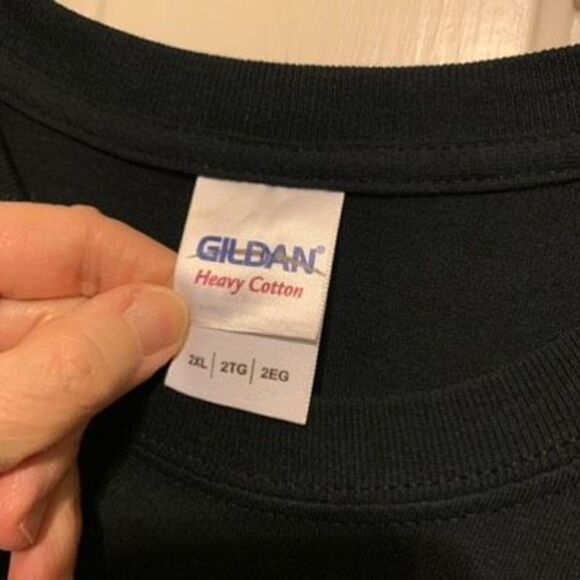 GILDAN®
Heavy Cotton
2XL | 2TG | 2EG